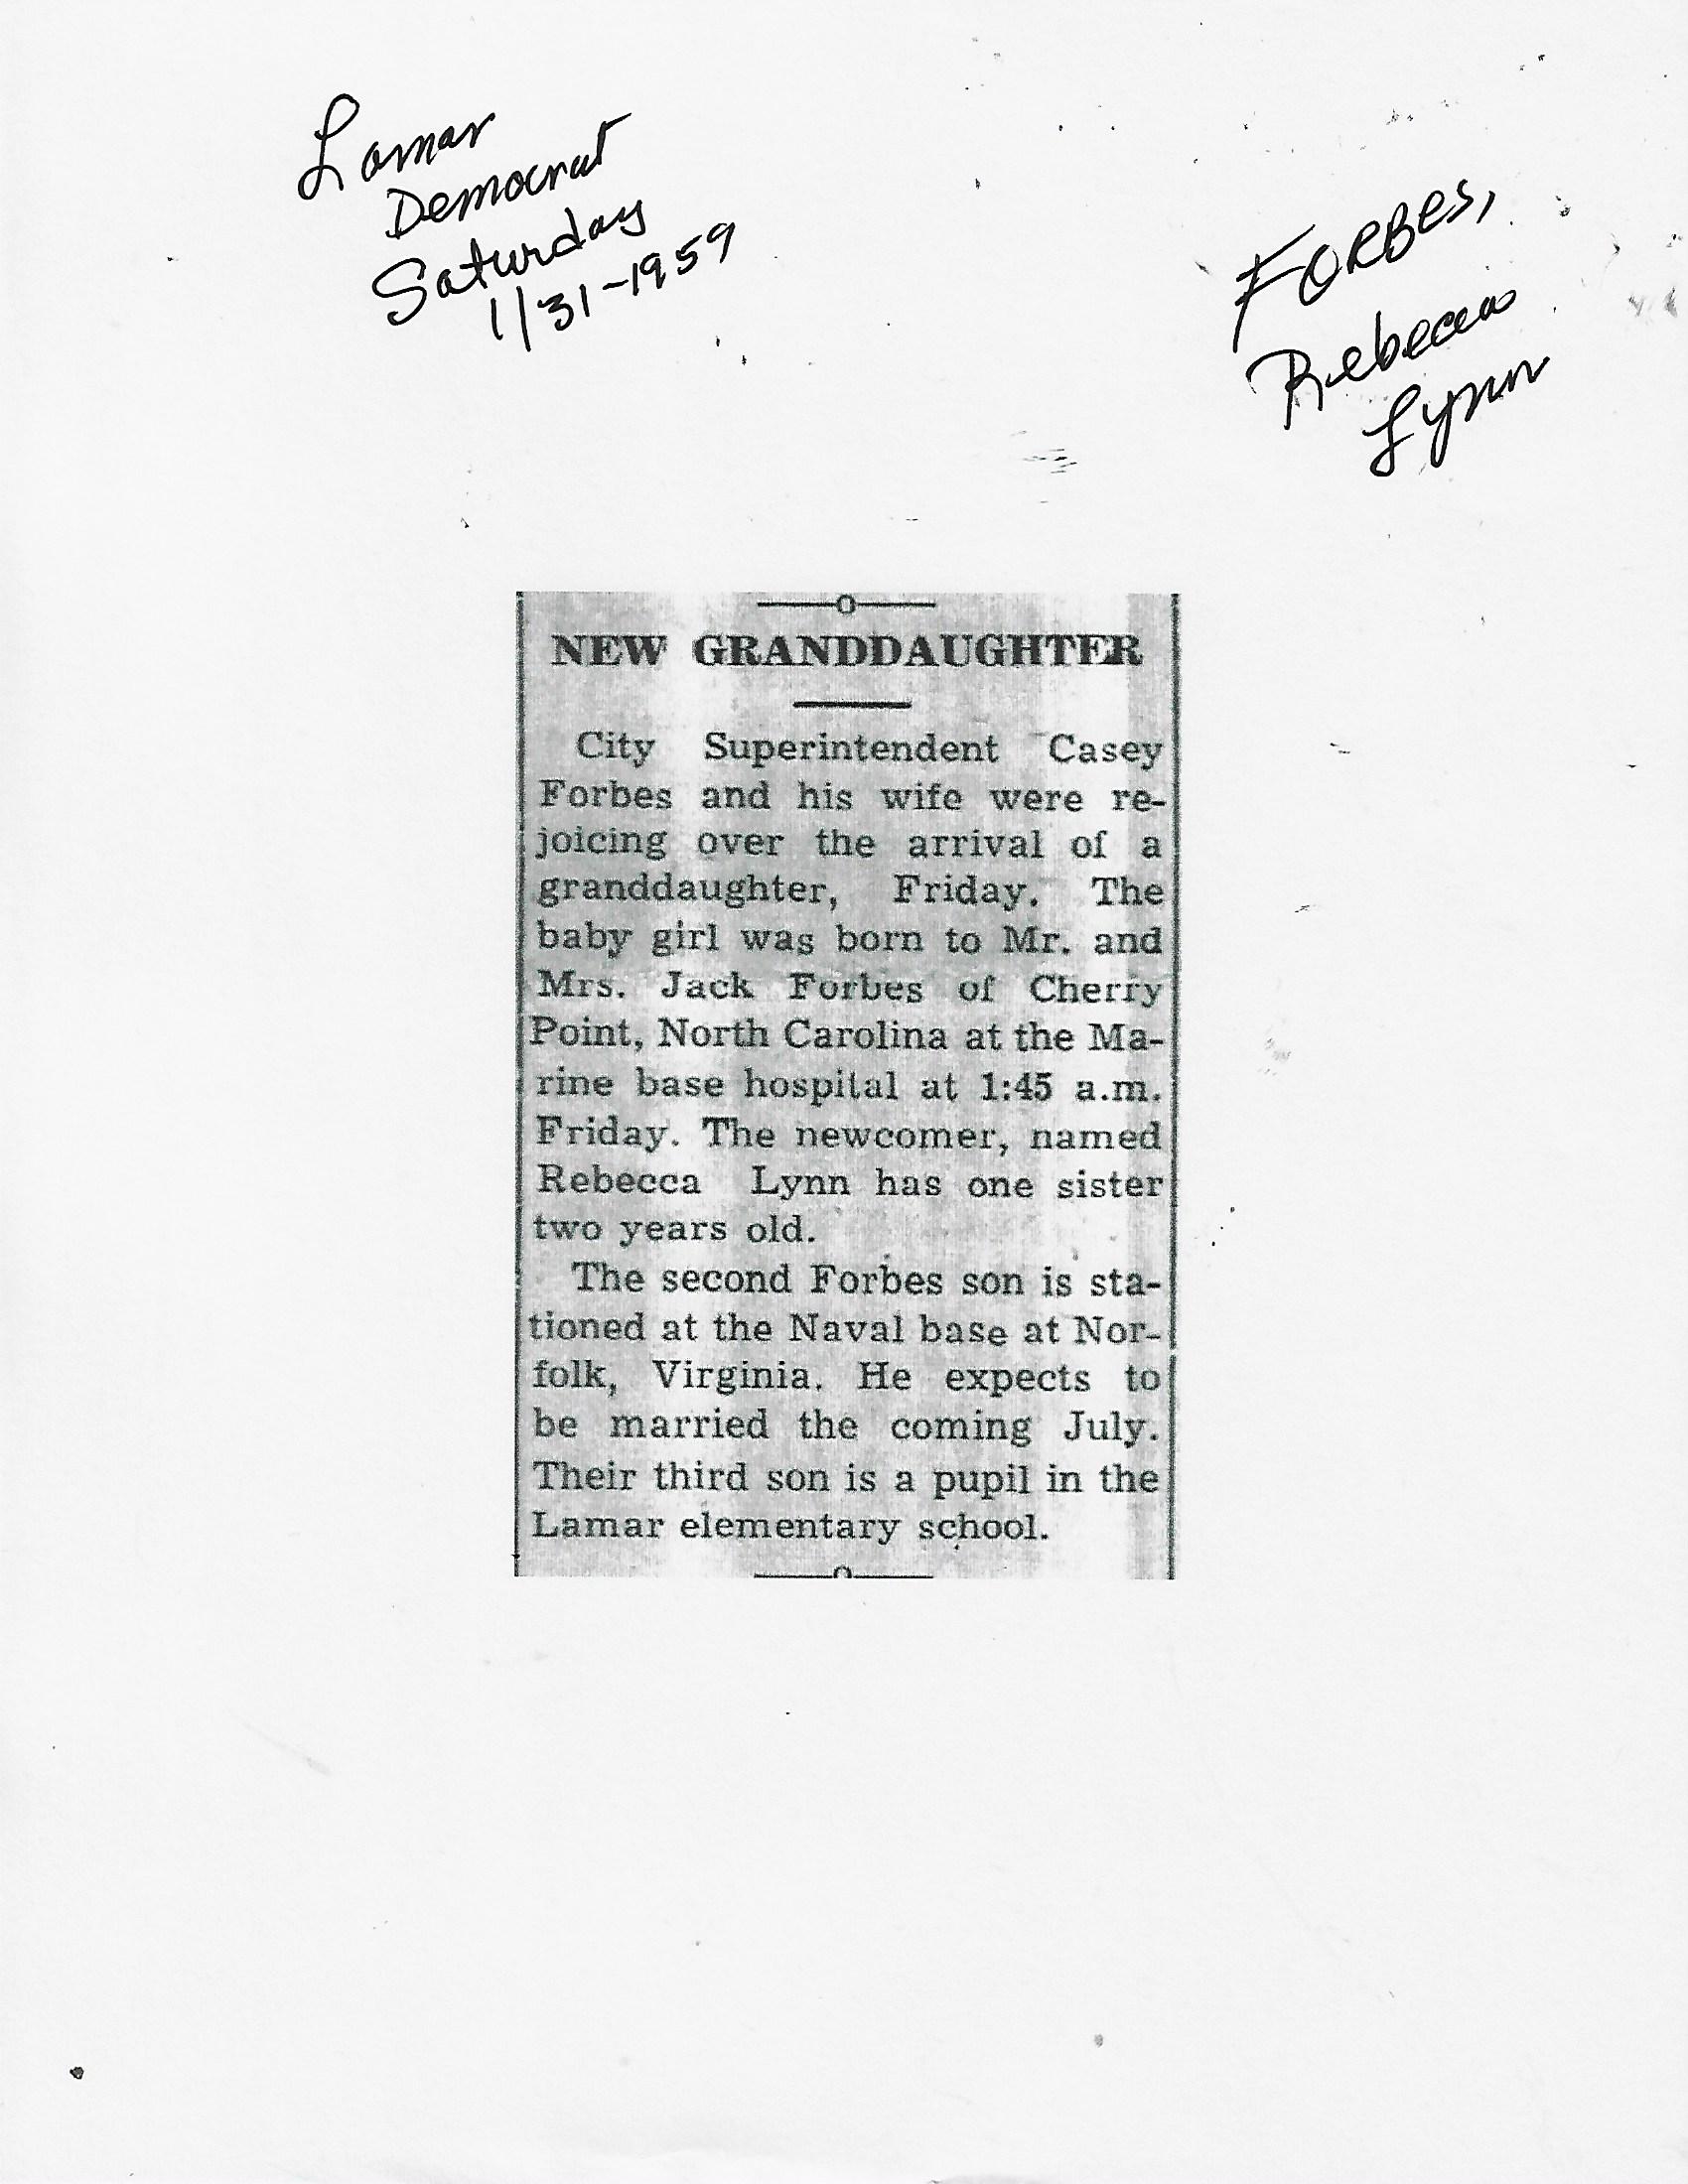 Lamar
Democrat
Saturday
1/31-1959
FORBES,
Rebecca
Lynn
NEW GRANDDAUGHTER
City Superintendent Casey
Forbes and his wife were re-
joicing over the arrival of a
granddaughter, Friday. The
baby girl was born to Mr. and
Mrs. Jack Forbes of Cherry
Point, North Carolina at the Ma-
rine base hospital at 1:45 a.m.
Friday. The newcomer, named
Rebecca Lynn has one sister
two years old.
The second Forbes son is sta-
tioned at the Naval base at Nor-
folk, Virginia. He expects to
be married the coming July.
Their third son is a pupil in the
Lamar elementary school.